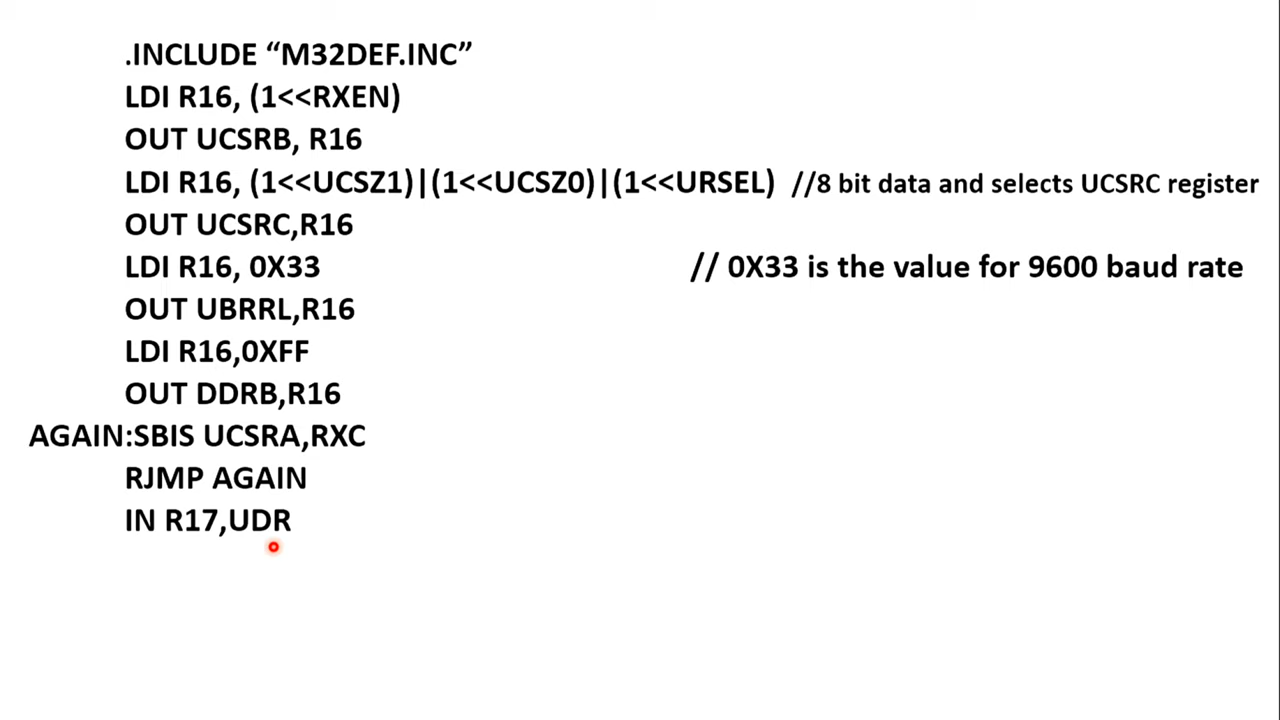 .INCLUDE “M32DEF.INC”
LDI R16, (1<<RXEN)
OUT UCSRB, R16
LDI R16, (1<<UCSZ1)|(1<<UCSZ0)|(1<<URSEL) //8 bit data and selects UCSRC register
OUT UCSRC,R16
LDI R16, 0X33 // 0X33 is the value for 9600 baud rate
OUT UBRRL,R16
LDI R16,0XFF
OUT DDRB,R16
AGAIN:SBIS UCSRA,RXC
RJMP AGAIN
IN R17,UDR